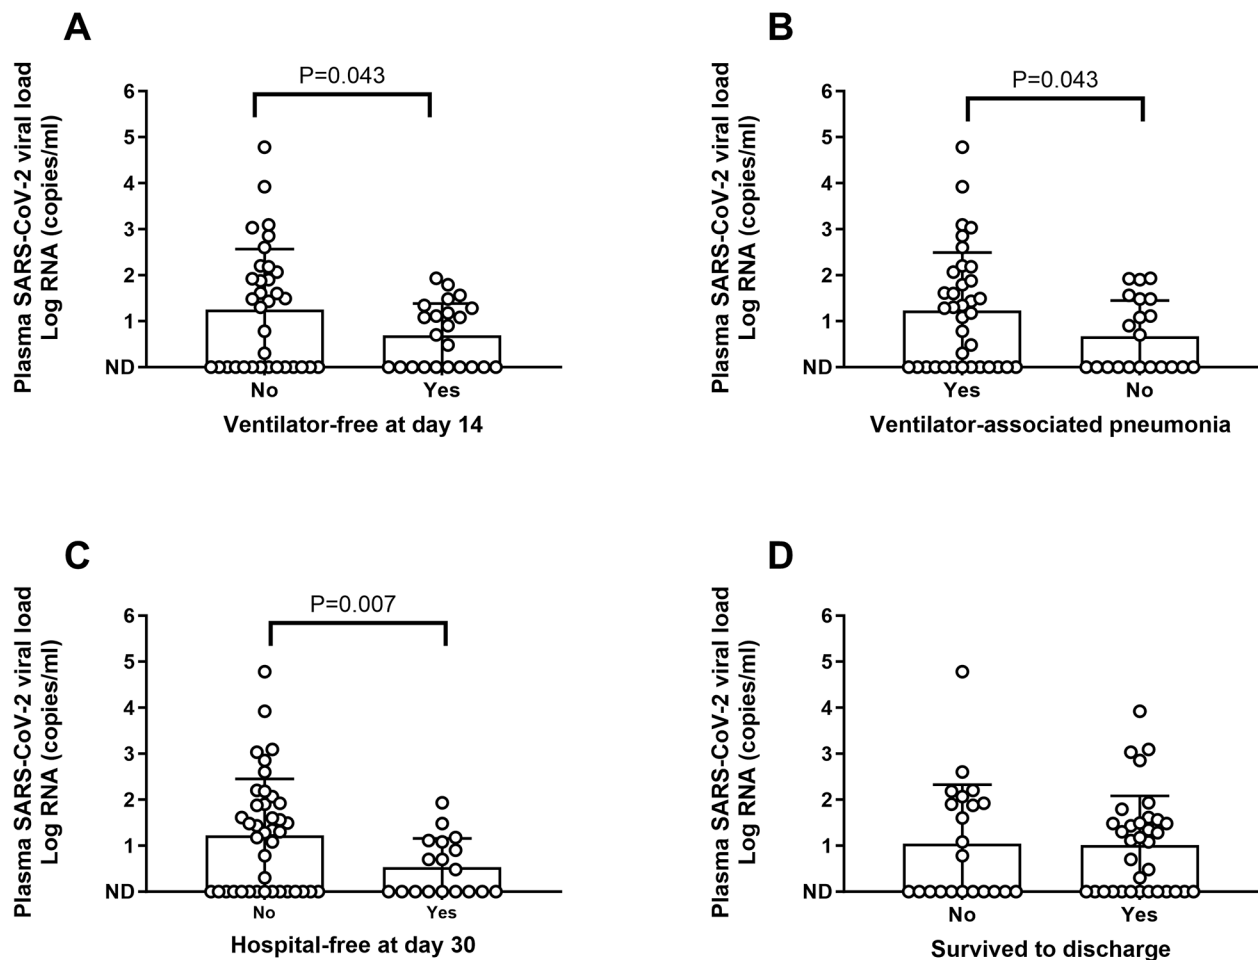 A
Plasma SARS-CoV-2 viral load
Log RNA (copies/ml)
P=0.043
6
5
4
3
2
1
ND
No
Yes
Ventilator-free at day 14
B
Plasma SARS-CoV-2 viral load
Log RNA (copies/ml)
P=0.043
6
5
4
3
2
1
ND
Yes
No
Ventilator-associated pneumonia
C
Plasma SARS-CoV-2 viral load
Log RNA (copies/ml)
P=0.007
6
5
4
3
2
1
ND
No
Yes
Hospital-free at day 30
D
Plasma SARS-CoV-2 viral load
Log RNA (copies/ml)
6
5
4
3
2
1
ND
No
Yes
Survived to discharge